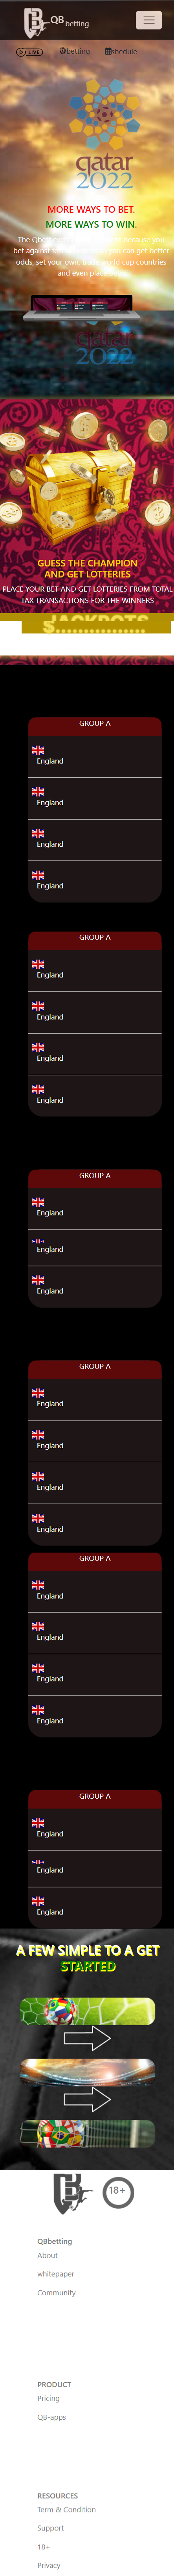 QB betting
LIVE
betting
shedule
qatar
2022
MORE WAYS TO BET.
MORE WAYS TO WIN.
bet against
can get better
odds, set your own,
cup countries
and even place
qatar
2022
GUESS THE CHAMPION
AND GET LOTTERIES
PLACE YOUR BET AND GET LOTTERIES FROM TOTAL
TAX TRANSACTIONS FOR THE WINNERS
JACKPOTS
$...............
GROUP A
England
England
England
England
GROUP A
England
England
England
England
GROUP A
England
England
England
GROUP A
England
England
England
England
GROUP A
England
England
England
England
GROUP A
England
England
England
A FEW SIMPLE TO A GET
STARTED
18+
QBbetting
About
whitepaper
Community
PRODUCT
Pricing
QB-apps
RESOURCES
Term & Condition
Support
18+
Privacy